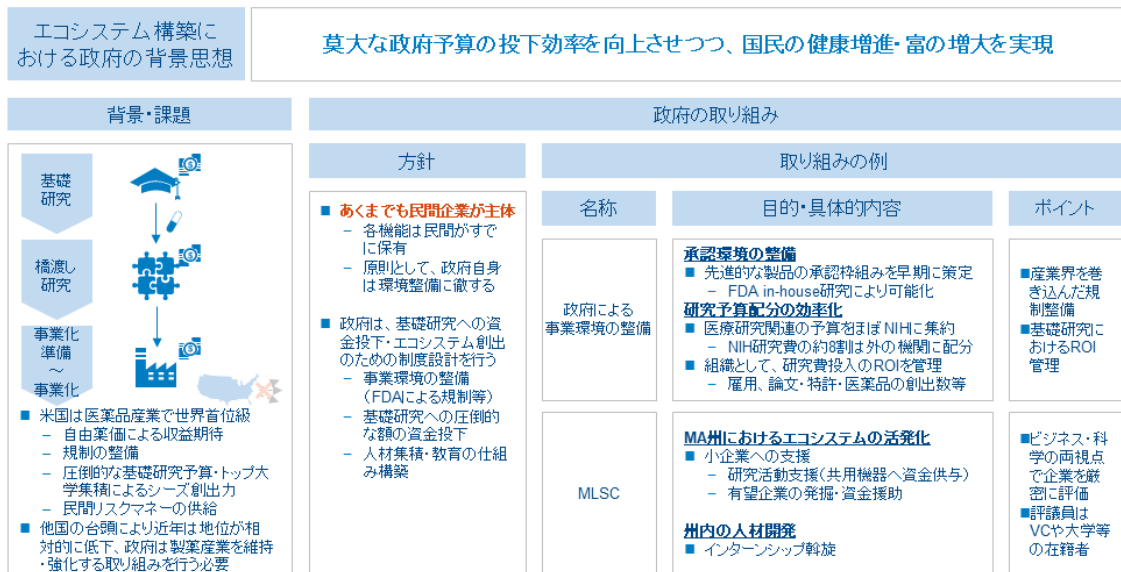 エコシステム構築に
おける政府の背景思想
莫大な政府予算の投下効率を向上させつつ、国民の健康増進・富の増大を実現
背景・課題
基礎
研究
橋渡し
研究
事業化
準備
～
事業化
■ 米国は医薬品産業で世界首位級
－ 自由薬価による収益期待
－ 規制の整備
－ 圧倒的な基礎研究予算・トップ大
学集積によるシーズ創出力
－ 民間リスクマネーの供給
■ 他国の台頭により近年は地位が相
対的に低下、政府は製薬産業を維持
・強化する取り組みを行う必要
政府の取り組み
方針
■ あくまでも民間企業が主体
－ 各機能は民間がすで
に保有
－ 原則として、政府自身
は環境整備に徹する
■ 政府は、基礎研究への資
金投下・エコシステム創出
のための制度設計を行う
－ 事業環境の整備
（FDAによる規制等）
－ 基礎研究への圧倒的
な額の資金投下
－ 人材集積・教育の仕組
み構築
取り組みの例
名称
目的・具体的内容
ポイント
政府による
事業環境の整備
承認環境の整備
■ 先進的な製品の承認枠組みを早期に策定
－ FDA in-house研究により可能化
研究予算配分の効率化
■ 医療研究関連の予算をほぼNIHに集約
－ NIH研究費の約8割は外の機関に配分
■ 組織として、研究費投入のROIを管理
－ 雇用、論文・特許・医薬品の創出数等
■産業界を巻
き込んだ規
制整備
■基礎研究に
おけるROI
管理
MLSC
MA州におけるエコシステムの活発化
■ 小企業への支援
－ 研究活動支援（共用機器へ資金供与）
－ 有望企業の発掘・資金援助
州内の人材開発
■ インターンシップ斡旋
■ビジネス・科
学の両視点
で企業を厳
密に評価
■評議員は
VCや大学等
の在籍者